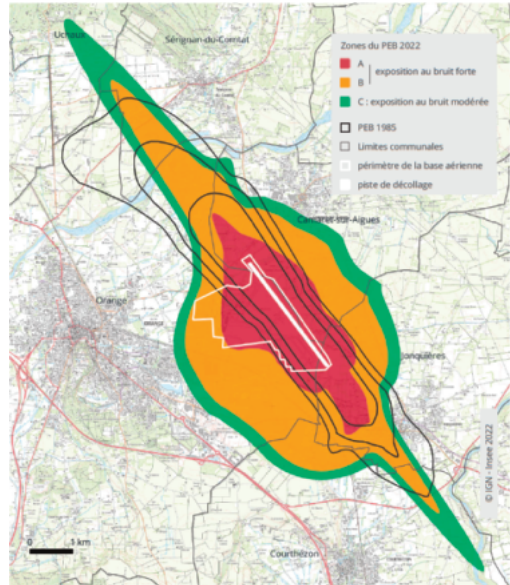 Uchaux
Sérignan-du-Comtat
Zones du PEB 2022
A
exposition au bruit forte
B
C : exposition au bruit modérée
PEB 1985
Limites communales
périmètre de la base aérienne
piste de décollage
Camaret-sur-Aigues
Orange
Jonquières
© IGN - Insee 2022
0 1 km
Courthézon